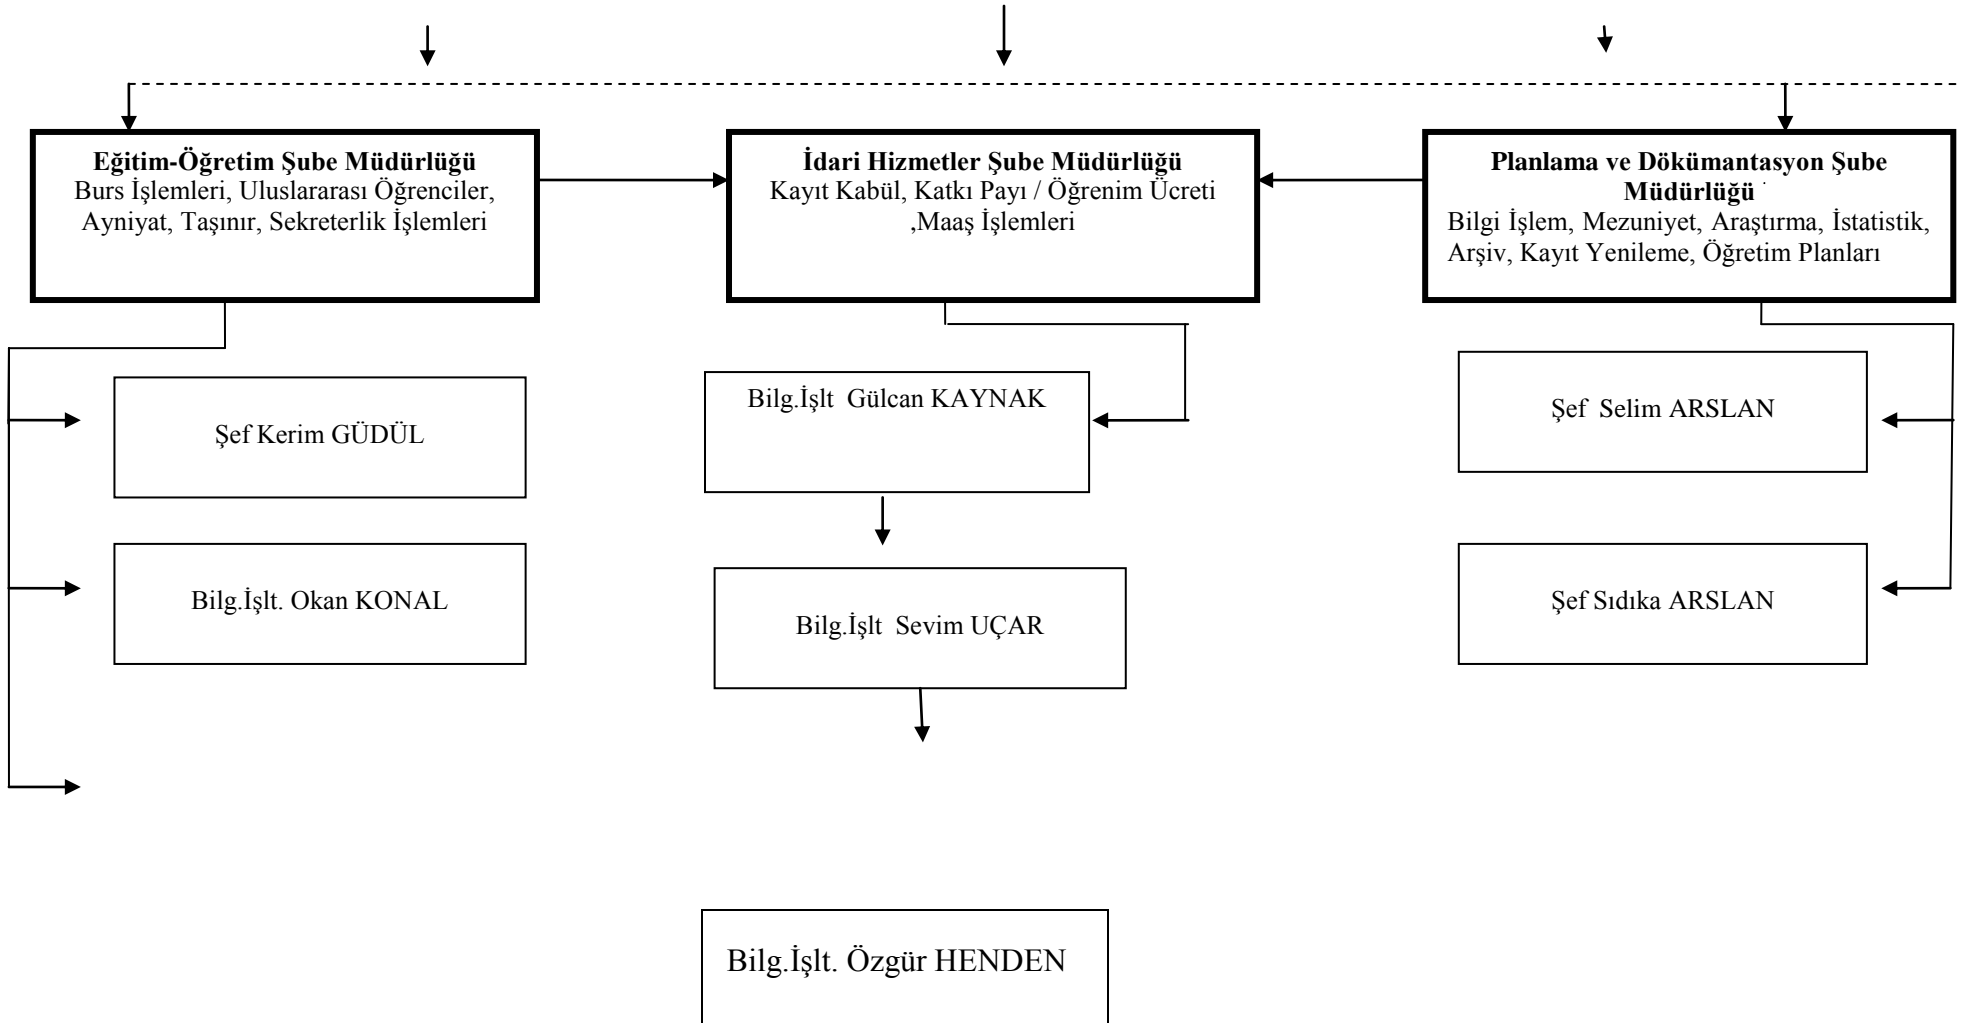 Eğitim-Öğretim Şube Müdürlüğü
Burs İşlemleri, Uluslararası Öğrenciler,
Ayniyat, Taşınır, Sekreterlik İşlemleri
İdari Hizmetler Şube Müdürlüğü
Kayıt Kabül, Katkı Payı / Öğrenim Ücreti
,Maaş İşlemleri
Planlama ve Dökümantasyon Şube
Müdürlüğü
Bilgi İşlem, Mezuniyet, Araştırma, İstatistik,
Arşiv, Kayıt Yenileme, Öğretim Planları
Şef Kerim GÜDÜL
Bilg.İşlt  Gülcan KAYNAK
Şef  Selim ARSLAN
Bilg.İşlt. Okan KONAL
Bilg.İşlt  Sevim UÇAR
Şef Sıdıka ARSLAN
Bilg.İşlt. Özgür HENDEN